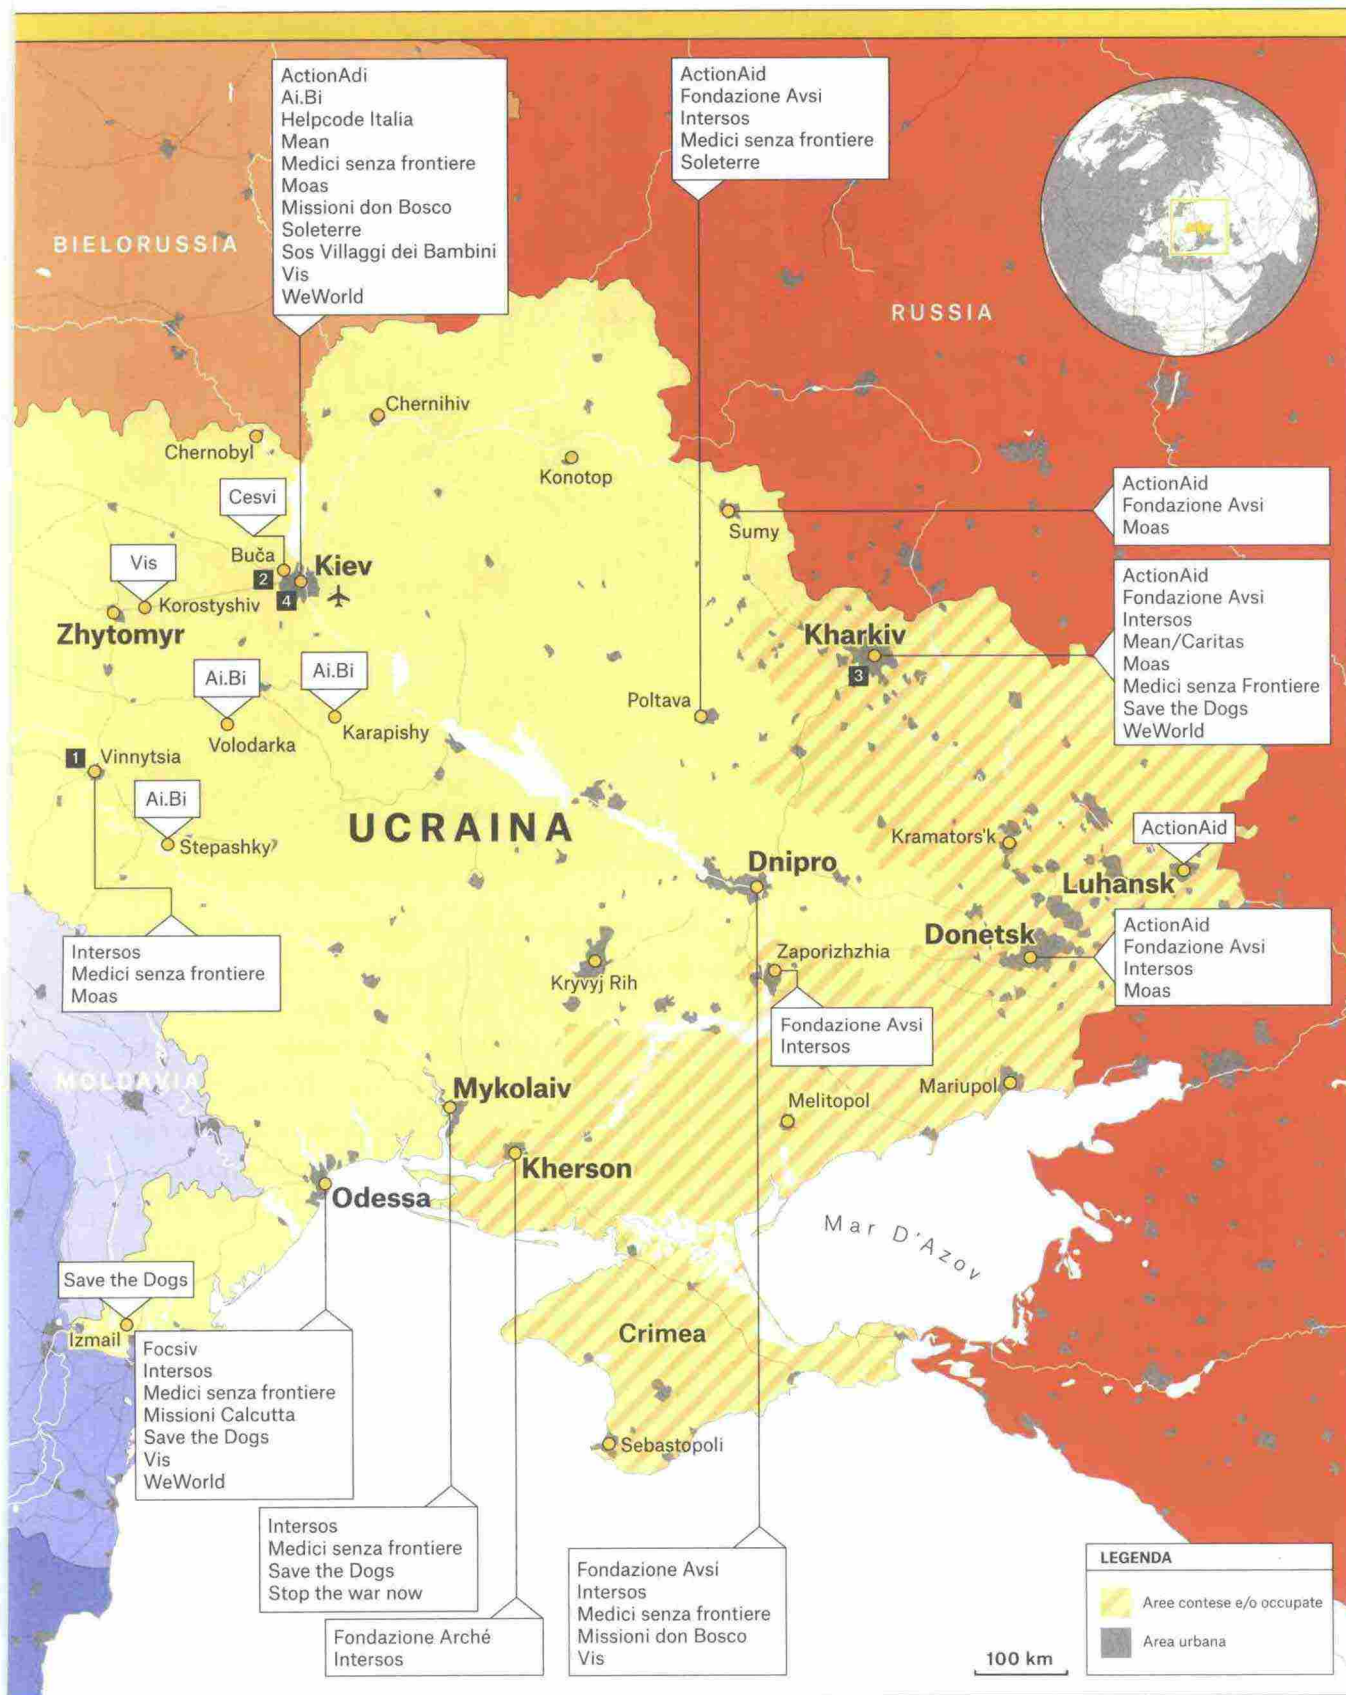 ActionAdi
Ai.Bi
Helpcode Italia
Mean
Medici senza frontiere
Moas
Missioni don Bosco
Soleterre
Sos Villaggi dei Bambini
Vis
WeWorld
ActionAid
Fondazione Avsi
Intersos
Medici senza frontiere
Soleterre
BIELORUSSIA
RUSSIA
Chernihiv
Chernobyl
Konotop
Cesvi
Sumy
ActionAid
Fondazione Avsi
Moas
Buča
2
Kiev
4
Vis
Korostyshiv
Zhytomyr
Kharkiv
3
ActionAid
Fondazione Avsi
Intersos
Mean/Caritas
Moas
Medici senza Frontiere
Save the Dogs
WeWorld
Ai.Bi
Volodarka
Ai.Bi
Karapishy
Poltava
1
Vinnytsia
Ai.Bi
Stepashky
UCRAINA
Kramators'k
ActionAid
Luhansk
Dnipro
Donetsk
ActionAid
Fondazione Avsi
Intersos
Moas
Intersos
Medici senza frontiere
Moas
Kryvyj Rih
Zaporizhzhia
Fondazione Avsi
Intersos
MOLDAVIA
Mykolaiv
Melitopol
Mariupol
Kherson
Odessa
Mar D'Azov
Save the Dogs
Izmail
Crimea
Sebastopoli
Focsiv
Intersos
Medici senza frontiere
Missioni Calcutta
Save the Dogs
Vis
WeWorld
Intersos
Medici senza frontiere
Save the Dogs
Stop the war now
Fondazione Arché
Intersos
Fondazione Avsi
Intersos
Medici senza frontiere
Missioni don Bosco
Vis
100 km
LEGENDA
Aree contese e/o occupate
Area urbana